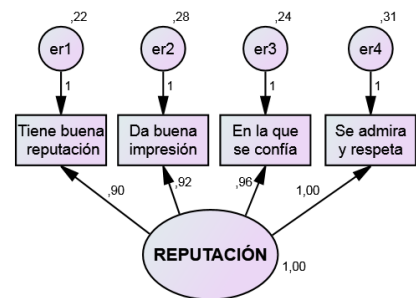 ,22
,28
,24
,31
er1
er2
er3
er4
1
1
1
1
Tiene buena
reputación
Da buena
impresión
En la que
se confía
Se admira
y respeta
,90
,92
,96
1,00
REPUTACIÓN
1,00